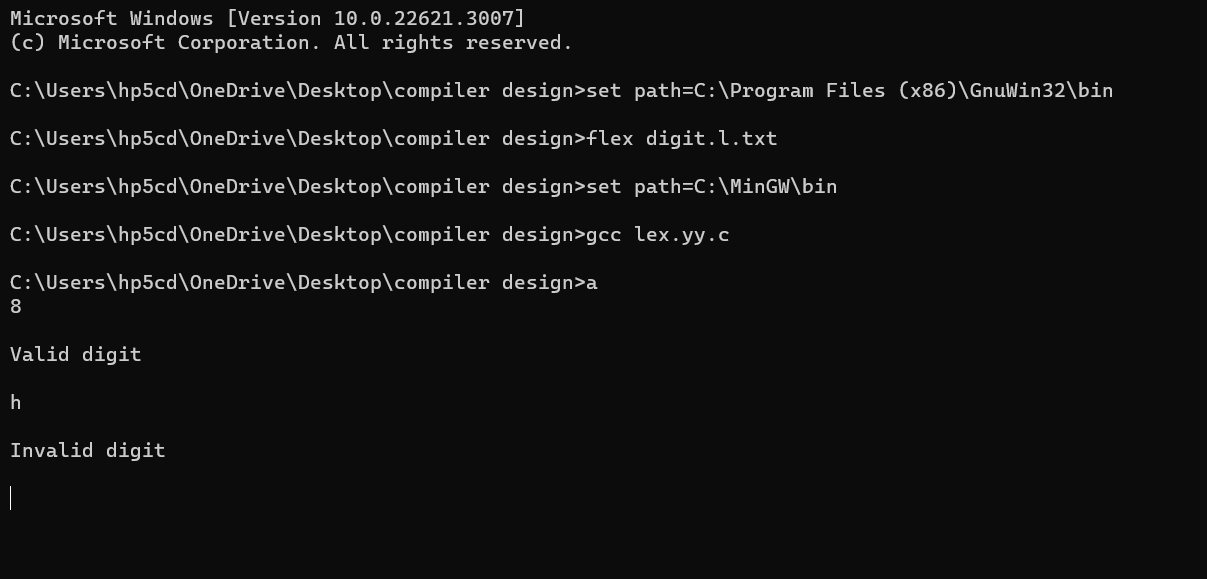 Microsoft Windows [Version 10.0.22621.3007]
(c) Microsoft Corporation. All rights reserved.
C:\Users\hp5cd\OneDrive\Desktop\compiler design>set path=C:\Program Files (x86)\GnuWin32\bin
C:\Users\hp5cd\OneDrive\Desktop\compiler design>flex digit.l.txt
C:\Users\hp5cd\OneDrive\Desktop\compiler design>set path=C:\MinGW\bin
C:\Users\hp5cd\OneDrive\Desktop\compiler design>gcc lex.yy.c
C:\Users\hp5cd\OneDrive\Desktop\compiler design>a
8
Valid digit
h
Invalid digit